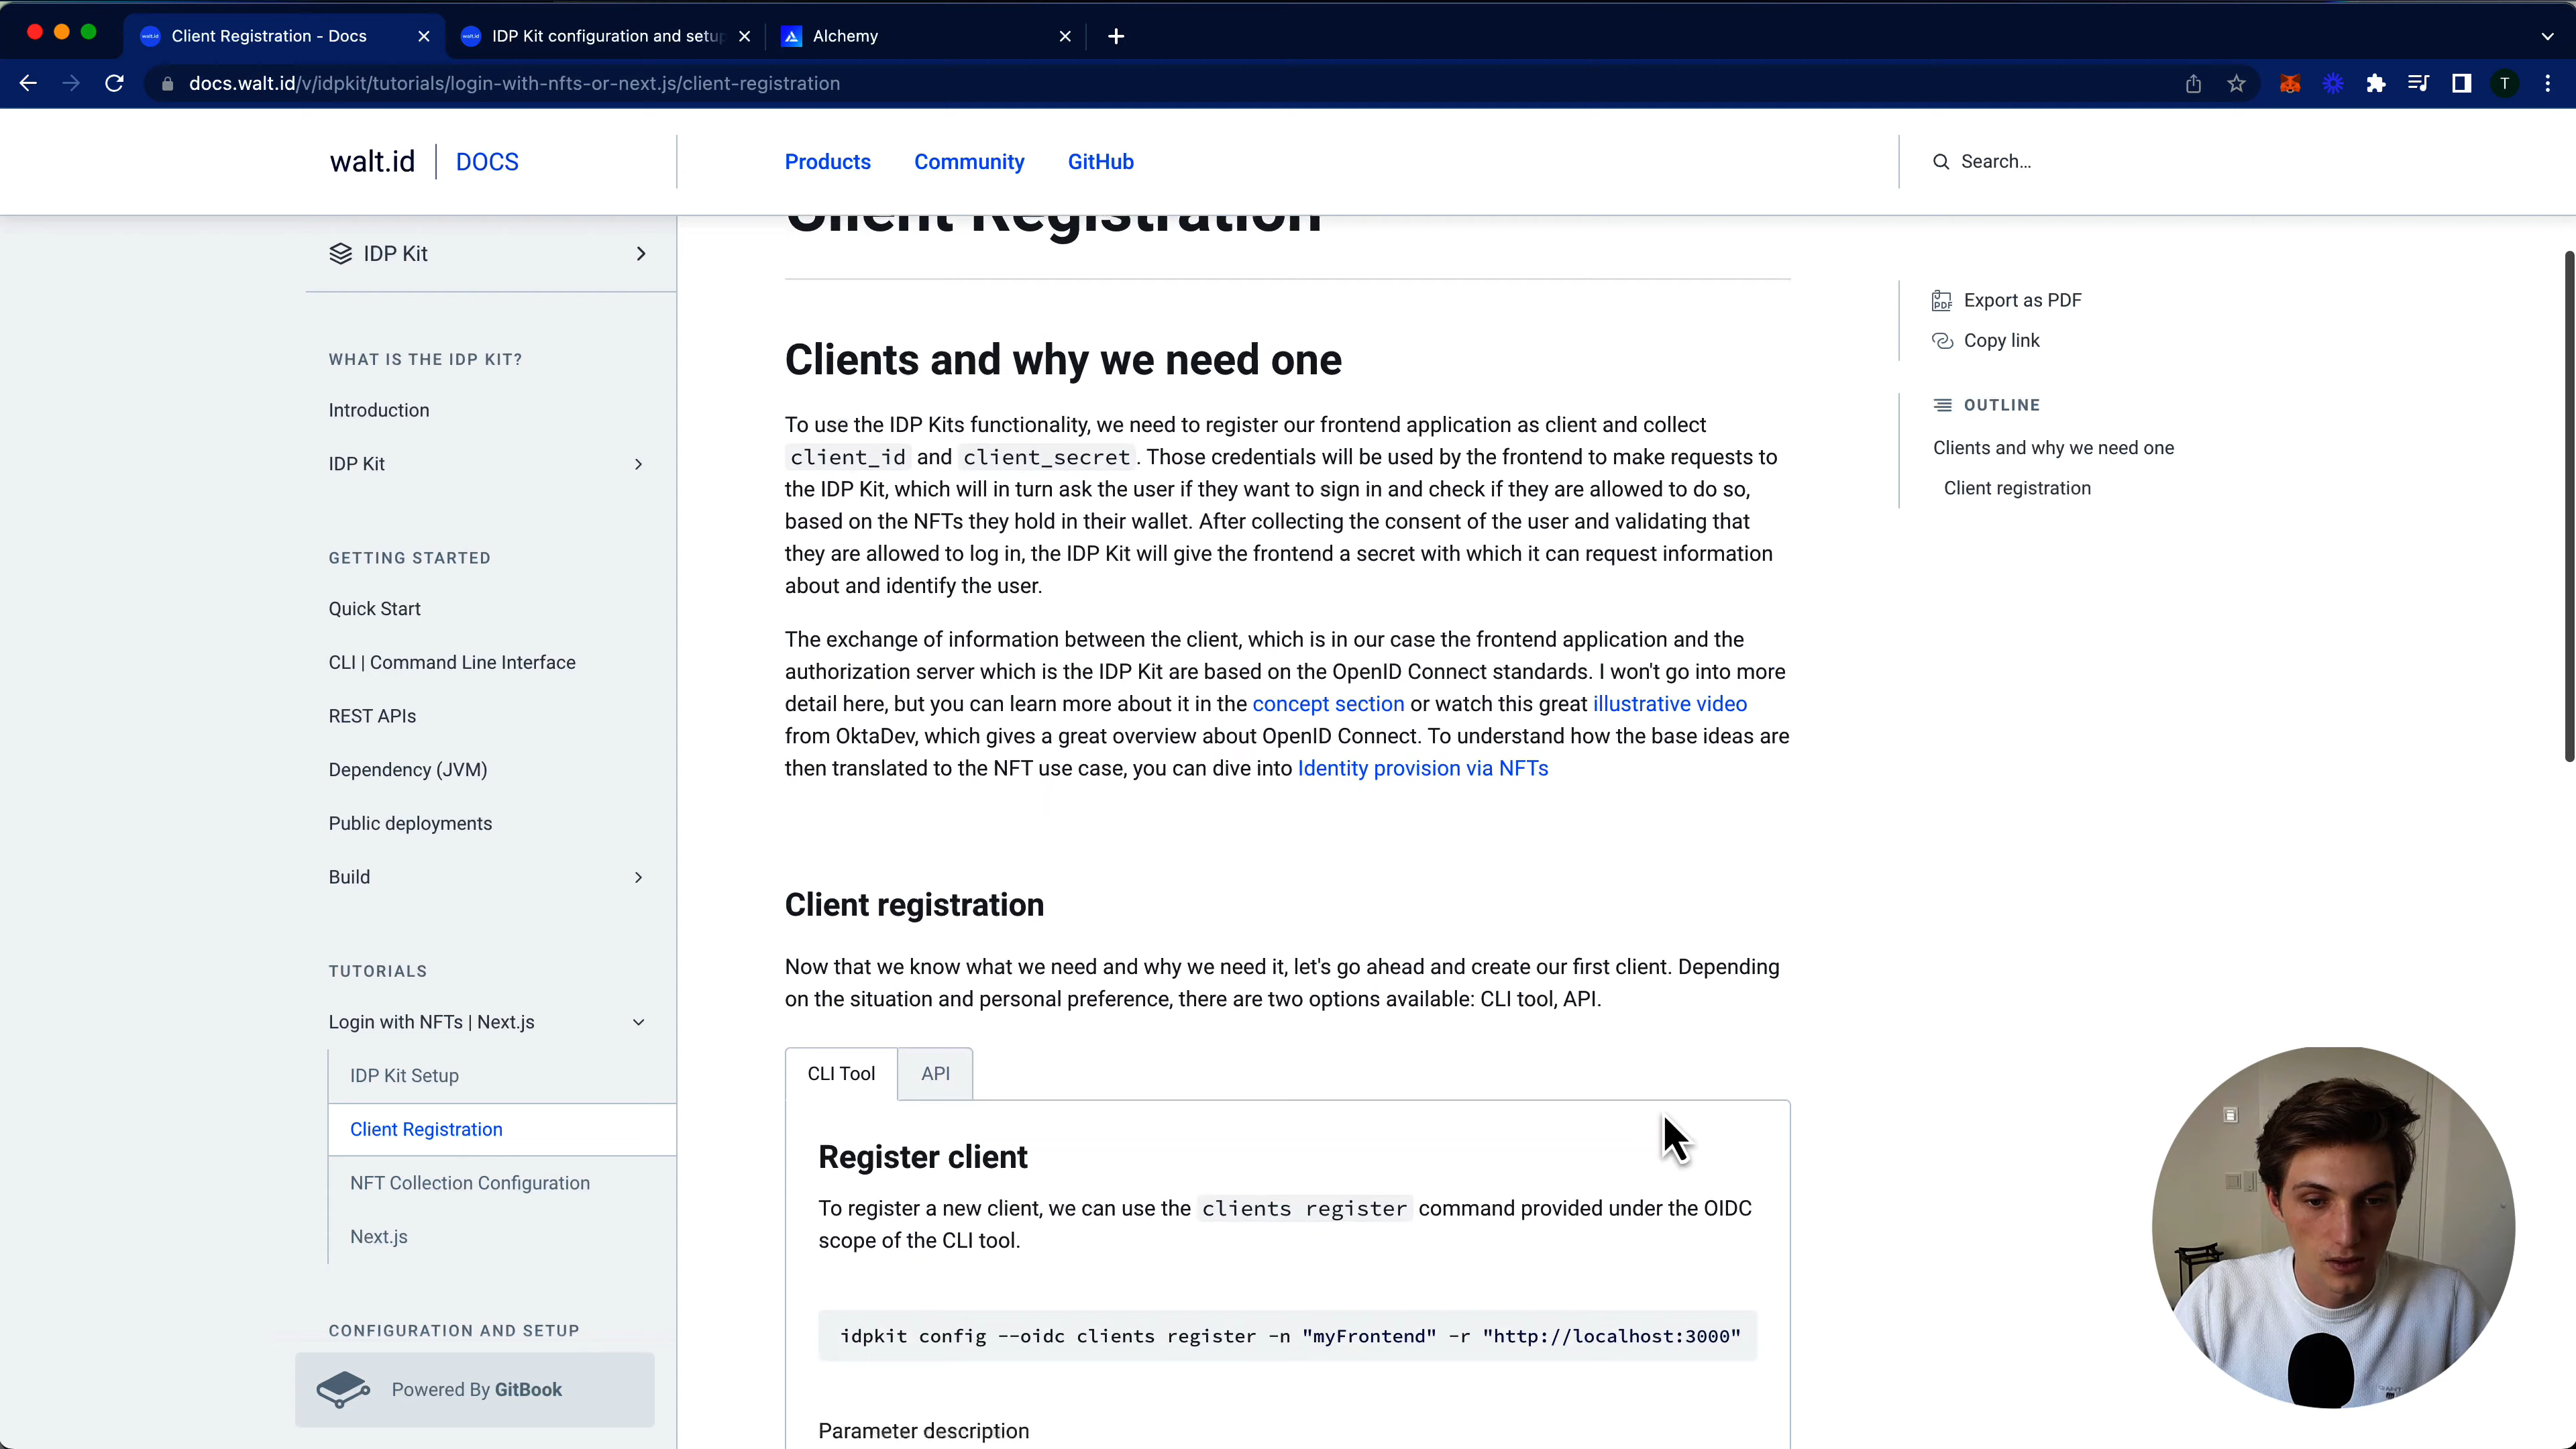 Client Registration - Docs
IDP Kit configuration and setup
Alchemy
docs.walt.id/v/idpkit/tutorials/login-with-nfts-or-next.js/client-registration
T
walt.id
DOCS
Products
Community
GitHub
Search...
Client Registration
IDP Kit
WHAT IS THE IDP KIT?
Introduction
IDP Kit
GETTING STARTED
Quick Start
CLI | Command Line Interface
REST APIs
Dependency (JVM)
Public deployments
Build
TUTORIALS
Login with NFTs | Next.js
IDP Kit Setup
Client Registration
NFT Collection Configuration
Next.js
CONFIGURATION AND SETUP
Powered By GitBook
Clients and why we need one
To use the IDP Kits functionality, we need to register our frontend application as client and collect
client_id and client_secret. Those credentials will be used by the frontend to make requests to
the IDP Kit, which will in turn ask the user if they want to sign in and check if they are allowed to do so,
based on the NFTs they hold in their wallet. After collecting the consent of the user and validating that
they are allowed to log in, the IDP Kit will give the frontend a secret with which it can request information
about and identify the user.
The exchange of information between the client, which is in our case the frontend application and the
authorization server which is the IDP Kit are based on the OpenID Connect standards. I won't go into more
detail here, but you can learn more about it in the concept section or watch this great illustrative video
from OktaDev, which gives a great overview about OpenID Connect. To understand how the base ideas are
then translated to the NFT use case, you can dive into Identity provision via NFTs
Client registration
Now that we know what we need and why we need it, let's go ahead and create our first client. Depending
on the situation and personal preference, there are two options available: CLI tool, API.
CLI Tool
API
Register client
To register a new client, we can use the clients register command provided under the OIDC
scope of the CLI tool.
idpkit config --oidc clients register -n "myFrontend" -r "http://localhost:3000"
Parameter description
Export as PDF
Copy link
OUTLINE
Clients and why we need one
Client registration